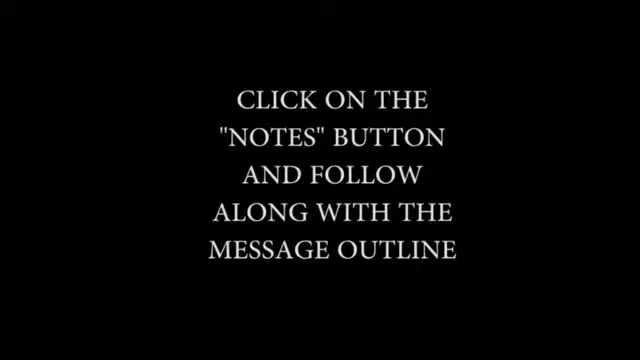 CLICK ON THE
"NOTES" BUTTON
AND FOLLOW
ALONG WITH THE
MESSAGE OUTLINE